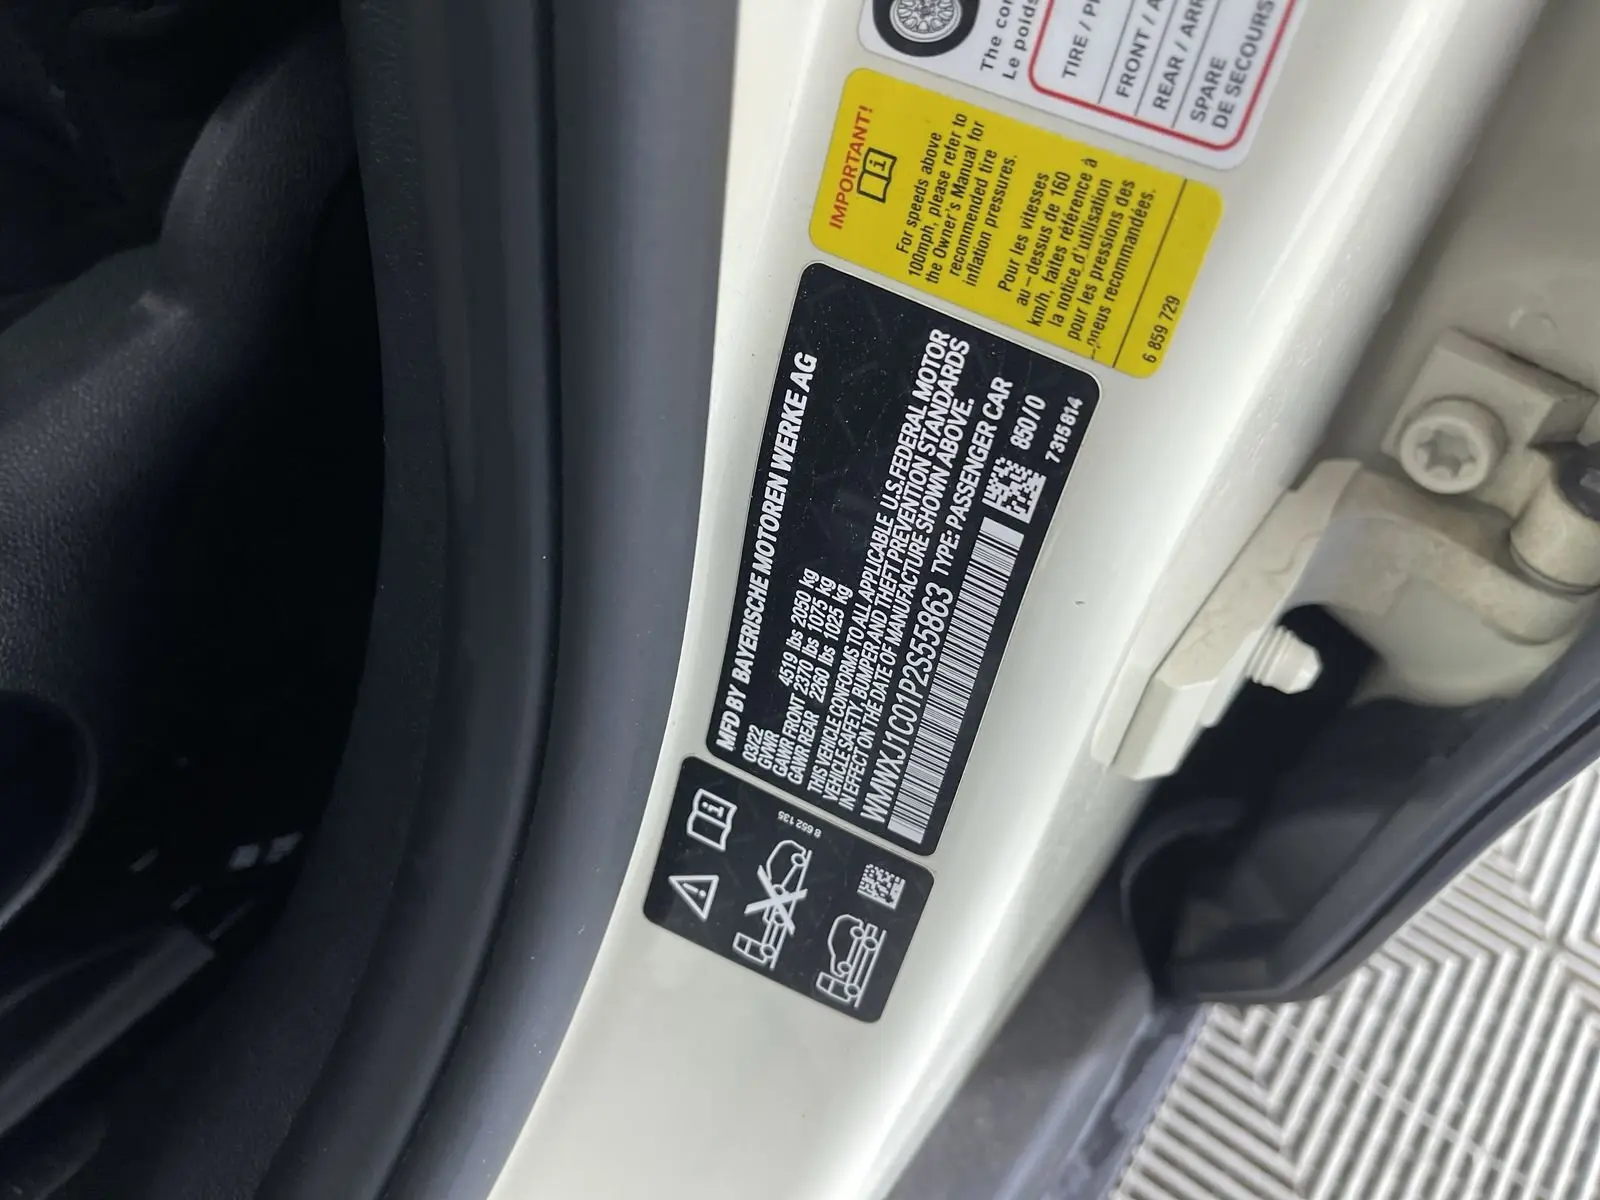 The co
Le poids
TIRE / P
FRONT / A
REAR / ARR
SPARE
DE SECOURS
IMPORTANT!
For speeds above
100mph, please refer to
the Owner's Manual for
recommended tire
inflation pressures.
Pour les vitesses
au-dessus de 160
km/h, faites référence à
la notice d'utilisation
pour les pressions des
pneus recommandées.
6 859 729
MFD BY BAYERISCHE MOTOREN WERKE AG
03/22
GVWR 4519 lbs 2050 kg
GAWR FRONT 2370 lbs 1075 kg
GAWR REAR 2260 lbs 1025 kg
THIS VEHICLE CONFORMS TO ALL APPLICABLE U.S. FEDERAL MOTOR
VEHICLE SAFETY, BUMPER AND THEFT PREVENTION STANDARDS
IN EFFECT ON THE DATE OF MANUFACTURE SHOWN ABOVE.
WMWXJ1C01P2S55863 TYPE: PASSENGER CAR
850 / 0
7 315 814
8 652 135